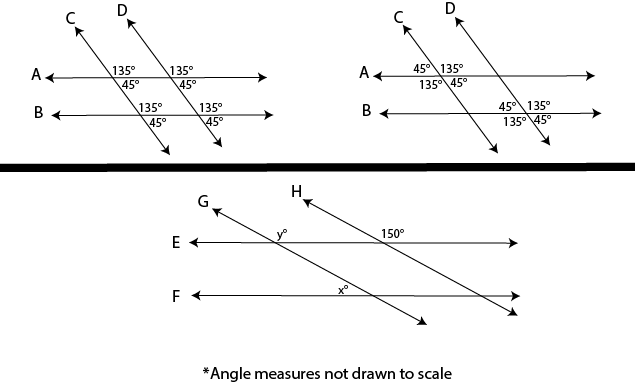 C D
A 135° 135°
45° 45°
B 135° 135°
45° 45°
C D
A 45° 135°
135° 45°
B 45° 135°
135° 45°
G H
E y° 150°
F x°
*Angle measures not drawn to scale